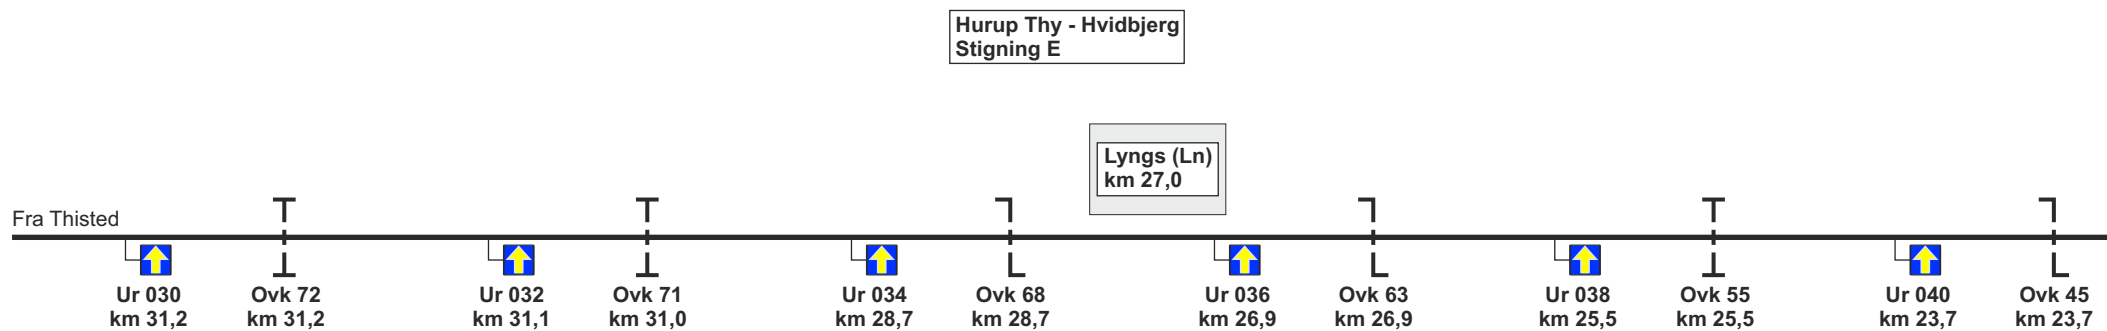 Hurup Thy - Hvidbjerg
Stigning E
Lyngs (Ln)
km 27,0
Fra Thisted
Ur 030
km 31,2
Ovk 72
km 31,2
Ur 032
km 31,1
Ovk 71
km 31,0
Ur 034
km 28,7
Ovk 68
km 28,7
Ur 036
km 26,9
Ovk 63
km 26,9
Ur 038
km 25,5
Ovk 55
km 25,5
Ur 040
km 23,7
Ovk 45
km 23,7